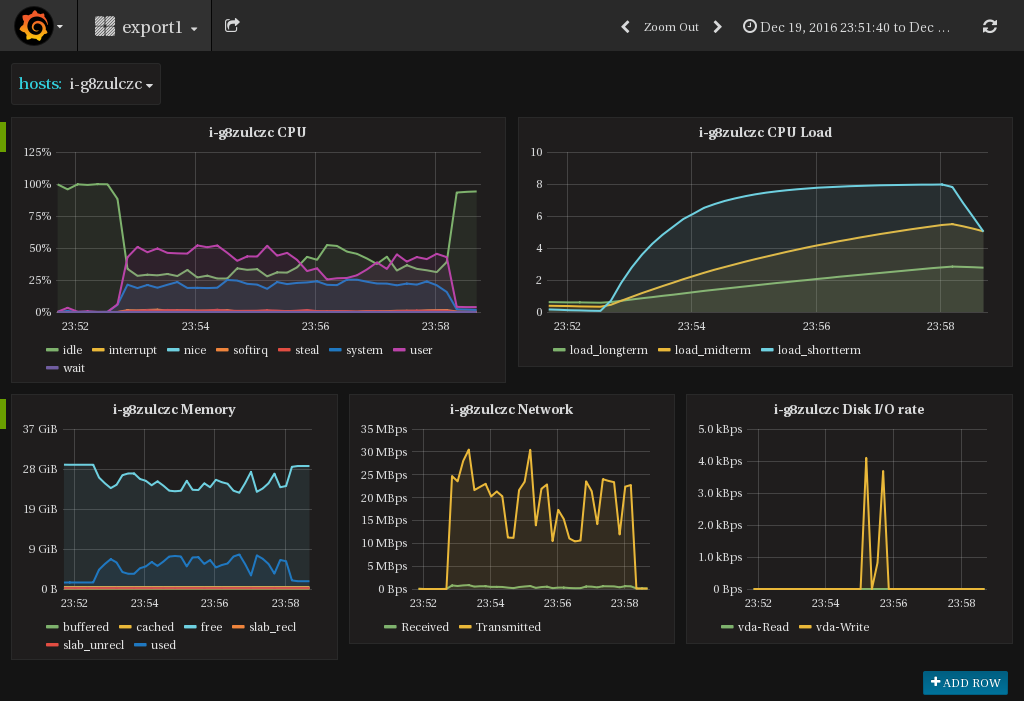 export1
Zoom Out
Dec 19, 2016 23:51:40 to Dec ...
hosts: i-g8zulczc
i-g8zulczc CPU
125%
100%
75%
50%
25%
0%
23:52 23:54 23:56 23:58
idle interrupt nice softirq steal system user
wait
i-g8zulczc CPU Load
10
8
6
4
2
0
23:52 23:54 23:56 23:58
load_longterm load_midterm load_shortterm
i-g8zulczc Memory
37 GiB
28 GiB
19 GiB
9 GiB
0 B
23:52 23:54 23:56 23:58
buffered cached free slab_recl
slab_unrecl used
i-g8zulczc Network
35 MBps
30 MBps
25 MBps
20 MBps
15 MBps
10 MBps
5 MBps
0 Bps
23:52 23:54 23:56 23:58
Received Transmitted
i-g8zulczc Disk I/O rate
5.0 kBps
4.0 kBps
3.0 kBps
2.0 kBps
1.0 kBps
0 Bps
23:52 23:54 23:56 23:58
vda-Read vda-Write
ADD ROW